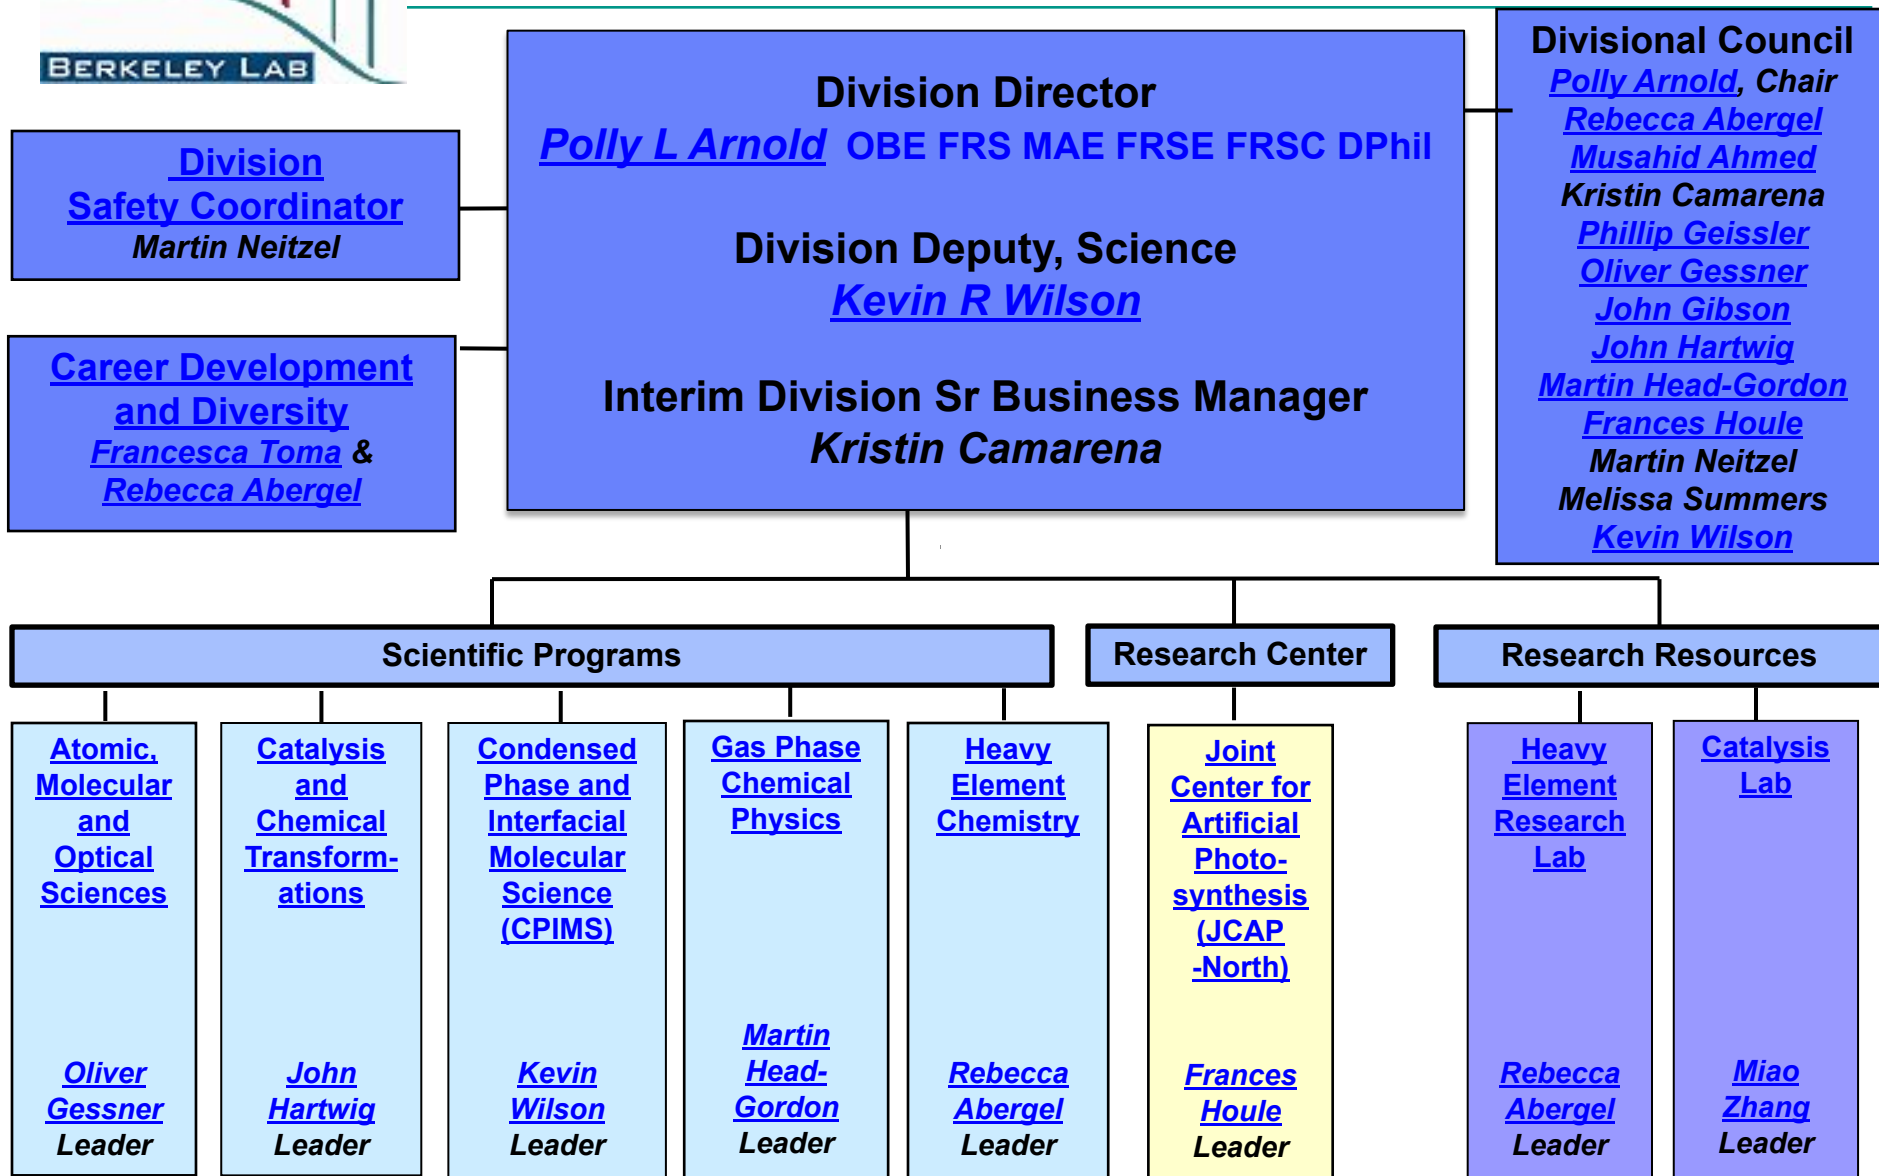 BERKELEY LAB
Division Director
Polly L Arnold OBE FRS MAE FRSE FRSC DPhil
Division Deputy, Science
Kevin R Wilson
Interim Division Sr Business Manager
Kristin Camarena
Divisional Council
Polly Arnold, Chair
Rebecca Abergel
Musahid Ahmed
Kristin Camarena
Phillip Geissler
Oliver Gessner
John Gibson
John Hartwig
Martin Head-Gordon
Frances Houle
Martin Neitzel
Melissa Summers
Kevin Wilson
Division
Safety Coordinator
Martin Neitzel
Career Development
and Diversity
Francesca Toma &
Rebecca Abergel
Scientific Programs
Research Center
Research Resources
Atomic,
Molecular
and
Optical
Sciences
Oliver
Gessner
Leader
Catalysis
and
Chemical
Transform-
ations
John
Hartwig
Leader
Condensed
Phase and
Interfacial
Molecular
Science
(CPIMS)
Kevin
Wilson
Leader
Gas Phase
Chemical
Physics
Martin
Head-
Gordon
Leader
Heavy
Element
Chemistry
Rebecca
Abergel
Leader
Joint
Center for
Artificial
Photo-
synthesis
(JCAP
-North)
Frances
Houle
Leader
Heavy
Element
Research
Lab
Rebecca
Abergel
Leader
Catalysis
Lab
Miao
Zhang
Leader